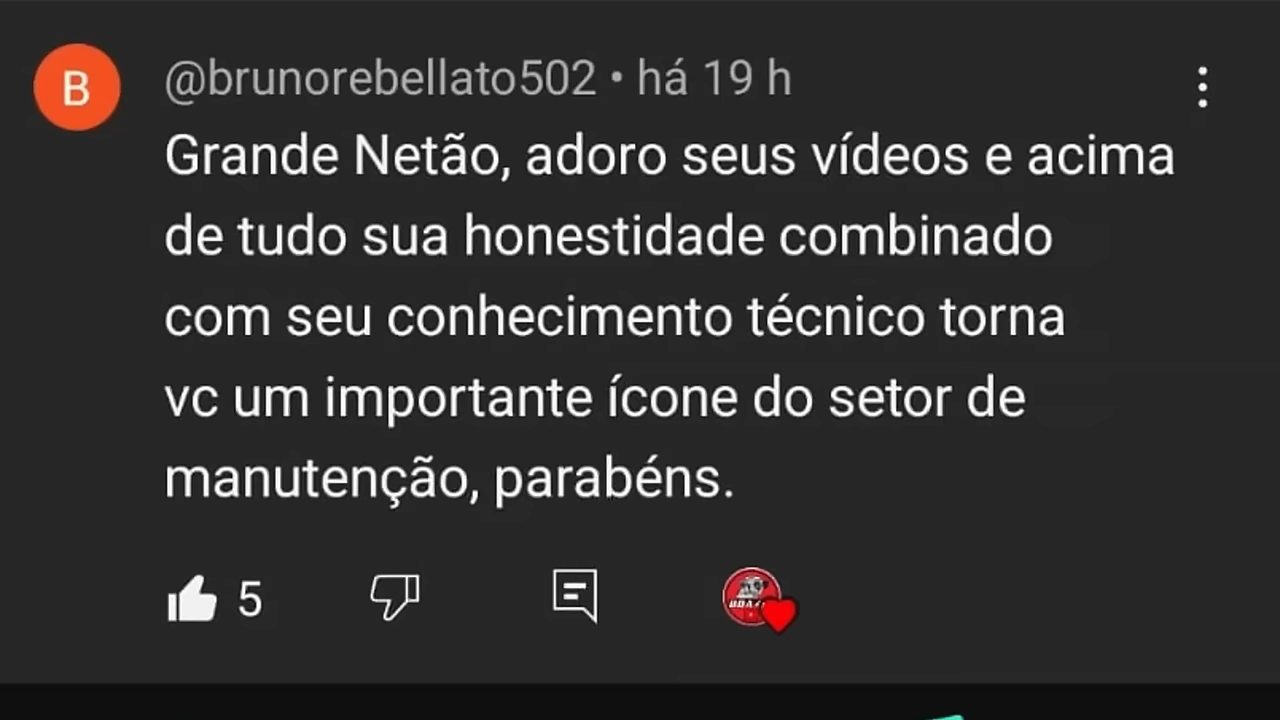 B
@brunorebellato502 • há 19 h
Grande Netão, adoro seus vídeos e acima
de tudo sua honestidade combinado
com seu conhecimento técnico torna
vc um importante ícone do setor de
manutenção, parabéns.
5